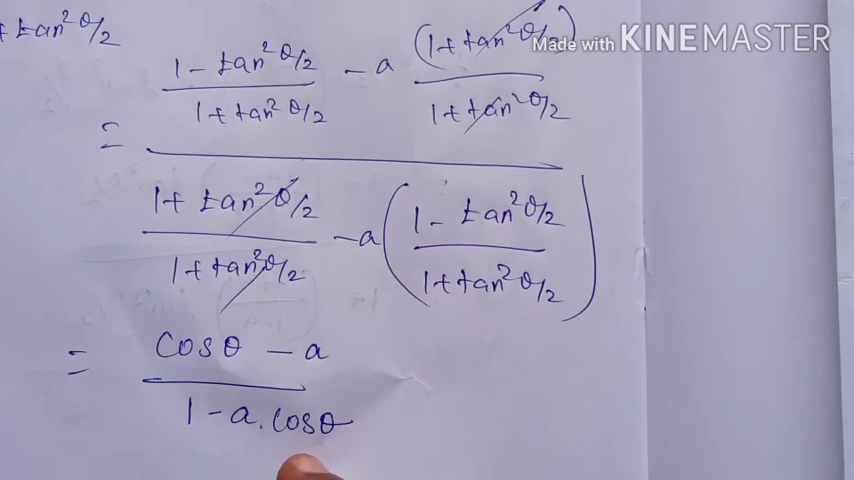 + tan²θ/2
Made with KINEMASTER
= (1 - tan²θ/2)/(1 + tan²θ/2) - a (1 + tan²θ/2)/(1 + tan²θ/2)
(1 + tan²θ/2)/(1 + tan²θ/2) - a((1 - tan²θ/2)/(1 + tan²θ/2))
= cosθ - a
1 - a.cosθ